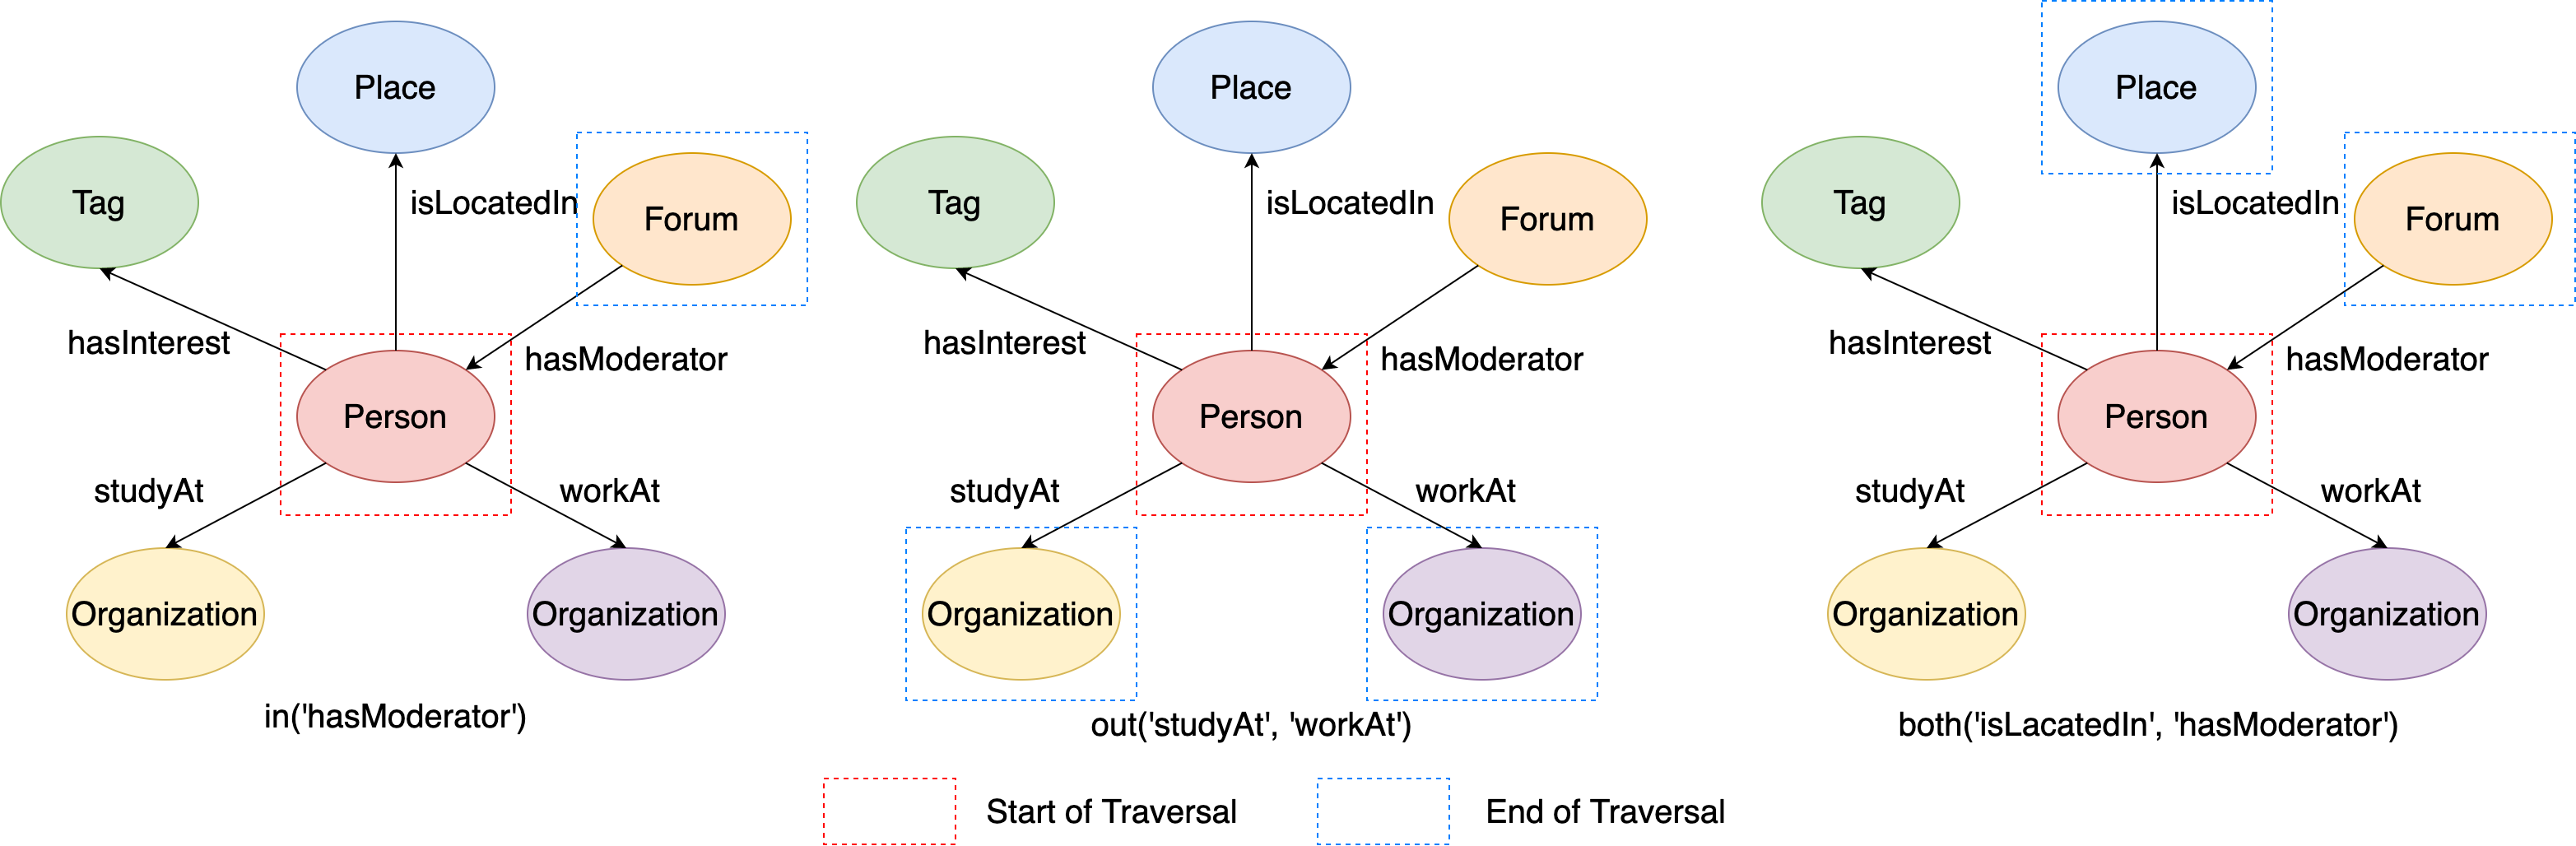 Place
Tag
isLocatedIn
Forum
hasInterest
hasModerator
Person
studyAt
workAt
Organization
Organization
in('hasModerator')
Place
Tag
isLocatedIn
Forum
hasInterest
hasModerator
Person
studyAt
workAt
Organization
Organization
out('studyAt', 'workAt')
Place
Tag
isLocatedIn
Forum
hasInterest
hasModerator
Person
studyAt
workAt
Organization
Organization
both('isLacatedIn', 'hasModerator')
Start of Traversal
End of Traversal